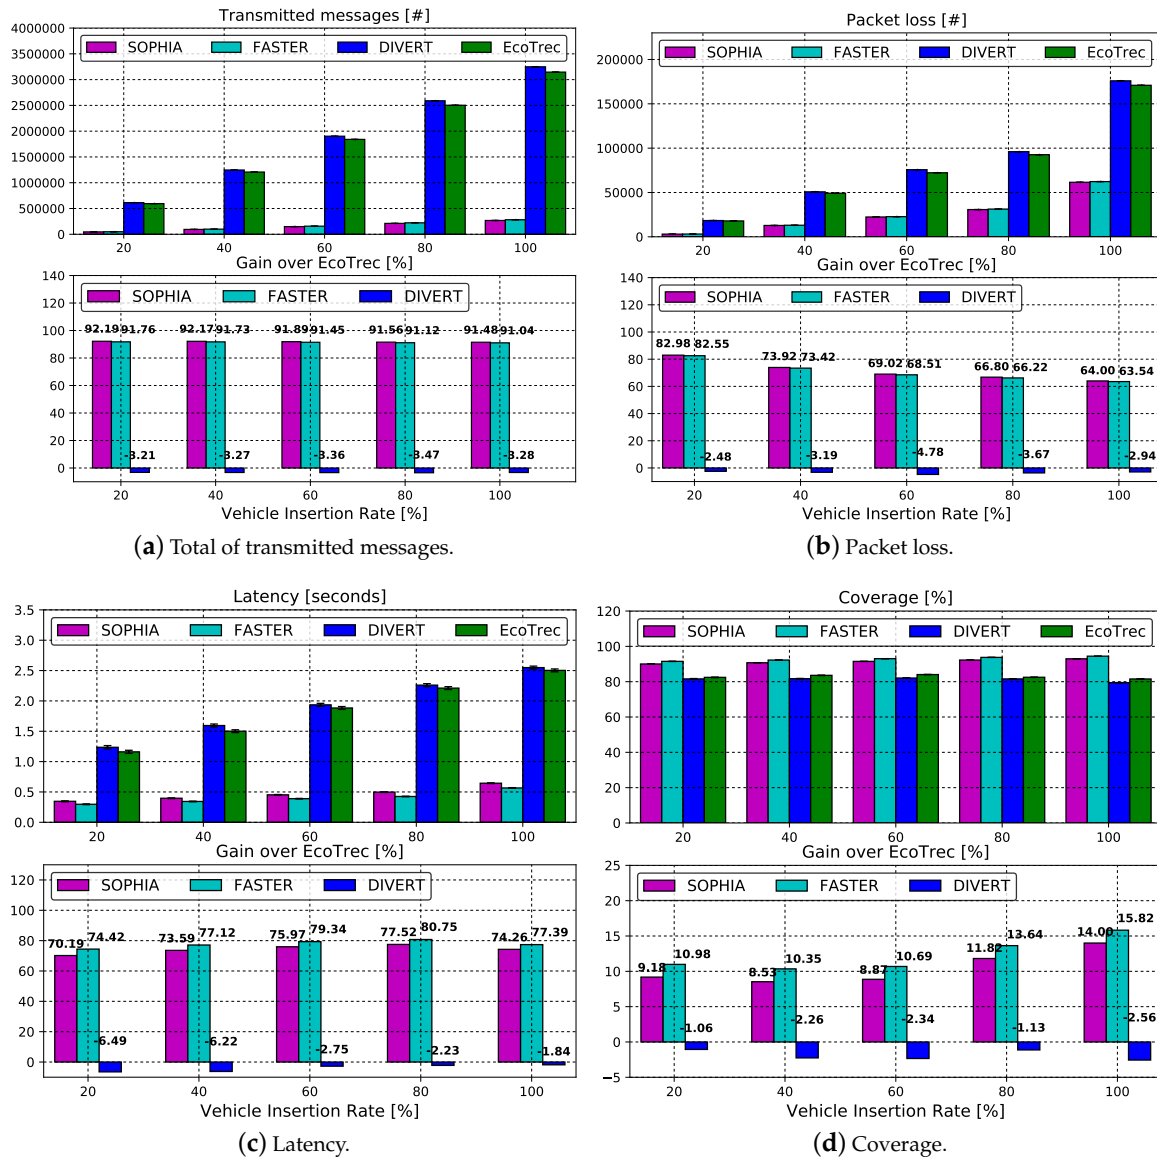 Transmitted messages [#]
4000000
3500000
3000000
2500000
2000000
1500000
1000000
500000
0
SOPHIA FASTER DIVERT EcoTrec
20 40 60 80 100
Gain over EcoTrec [%]
140
120
100
80
60
40
20
0
SOPHIA FASTER DIVERT
92.19 91.76 92.17 91.73 91.89 91.45 91.56 91.12 91.48 91.04
-3.21 -3.27 -3.36 -3.47 -3.28
20 40 60 80 100
Vehicle Insertion Rate [%]
(a) Total of transmitted messages.
Packet loss [#]
200000
150000
100000
50000
0
SOPHIA FASTER DIVERT EcoTrec
20 40 60 80 100
Gain over EcoTrec [%]
140
120
100
80
60
40
20
0
SOPHIA FASTER DIVERT
82.98 82.55 73.92 73.42 69.02 68.51 66.80 66.22 64.00 63.54
-2.48 -3.19 -4.78 -3.67 -2.94
20 40 60 80 100
Vehicle Insertion Rate [%]
(b) Packet loss.
Latency [seconds]
3.5
3.0
2.5
2.0
1.5
1.0
0.5
0.0
SOPHIA FASTER DIVERT EcoTrec
20 40 60 80 100
Gain over EcoTrec [%]
120
100
80
60
40
20
0
SOPHIA FASTER DIVERT
70.19 74.42 73.59 77.12 75.97 79.34 77.52 80.75 74.26 77.39
-6.49 -6.22 -2.75 -2.23 -1.84
20 40 60 80 100
Vehicle Insertion Rate [%]
(c) Latency.
Coverage [%]
120
100
80
60
40
20
0
SOPHIA FASTER DIVERT EcoTrec
20 40 60 80 100
Gain over EcoTrec [%]
25
20
15
10
5
0
−5
SOPHIA FASTER DIVERT
9.18 10.98 8.53 10.35 8.87 10.69 11.82 13.64 14.00 15.82
-1.06 -2.26 -2.34 -1.13 -2.56
20 40 60 80 100
Vehicle Insertion Rate [%]
(d) Coverage.